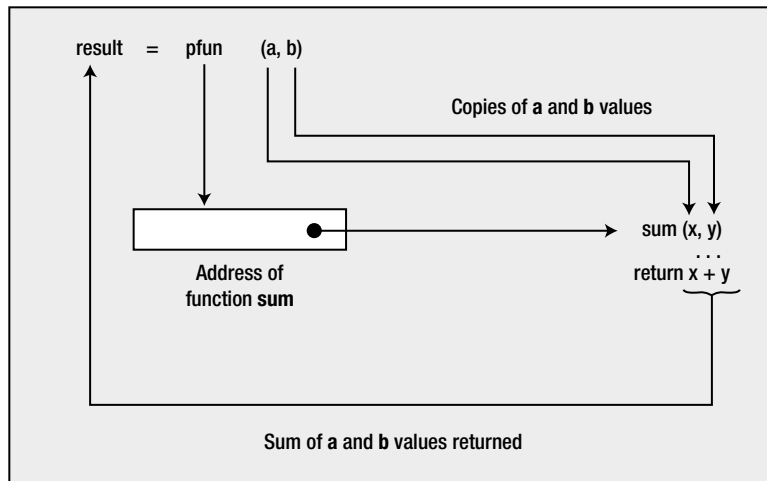 result = pfun (a, b)
Copies of a and b values
sum (x, y)
. . .
return x + y
Address of
function sum
Sum of a and b values returned